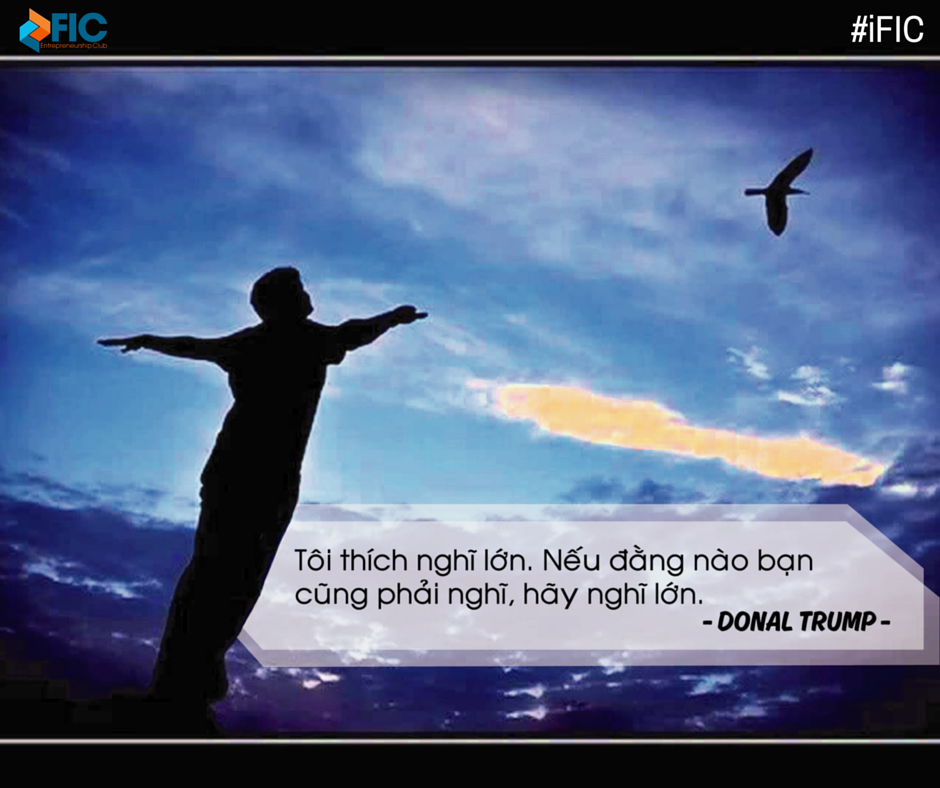 FIC
Entrepreneurship Club
#iFIC
Tôi thích nghĩ lớn. Nếu đằng nào bạn
cũng phải nghĩ, hãy nghĩ lớn.
- DONAL TRUMP -